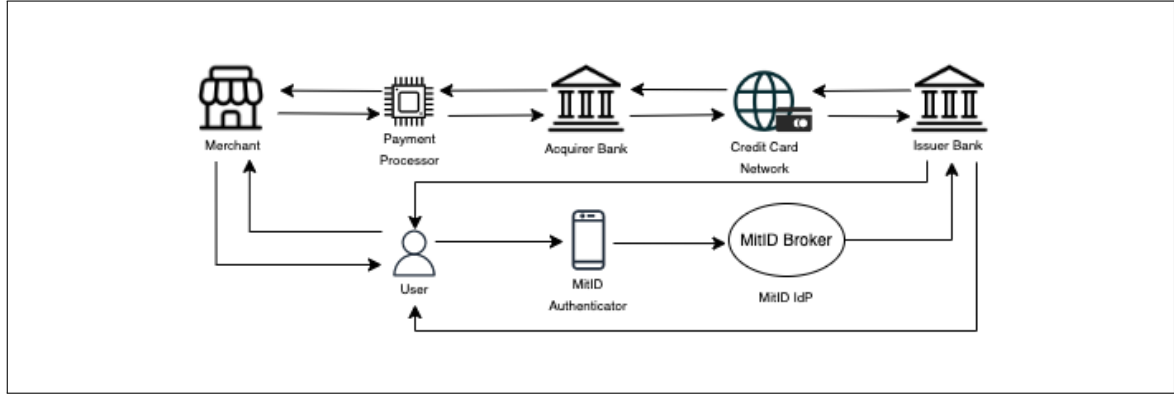 Merchant
Payment
Processor
Acquirer Bank
Credit Card
Network
Issuer Bank
User
MitID
Authenticator
MitID Broker
MitID IdP